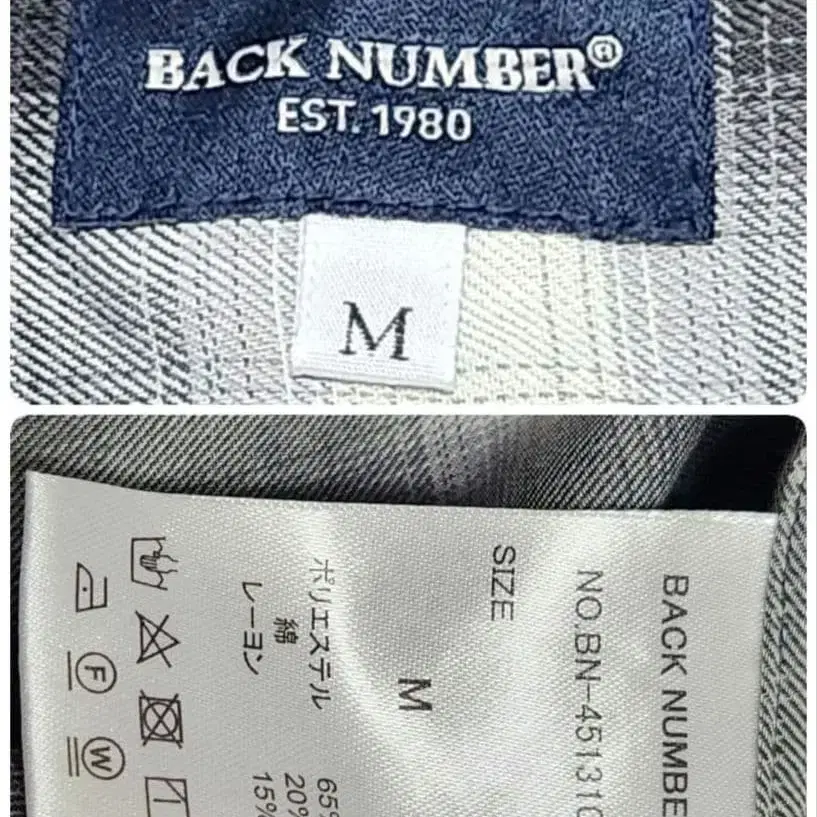 BACK NUMBER®
EST. 1980
M
BACK NUMBE
NO.BN-45131
SIZE
M
ポリエステル 65%
綿 20%
レーヨン 15%
F
W